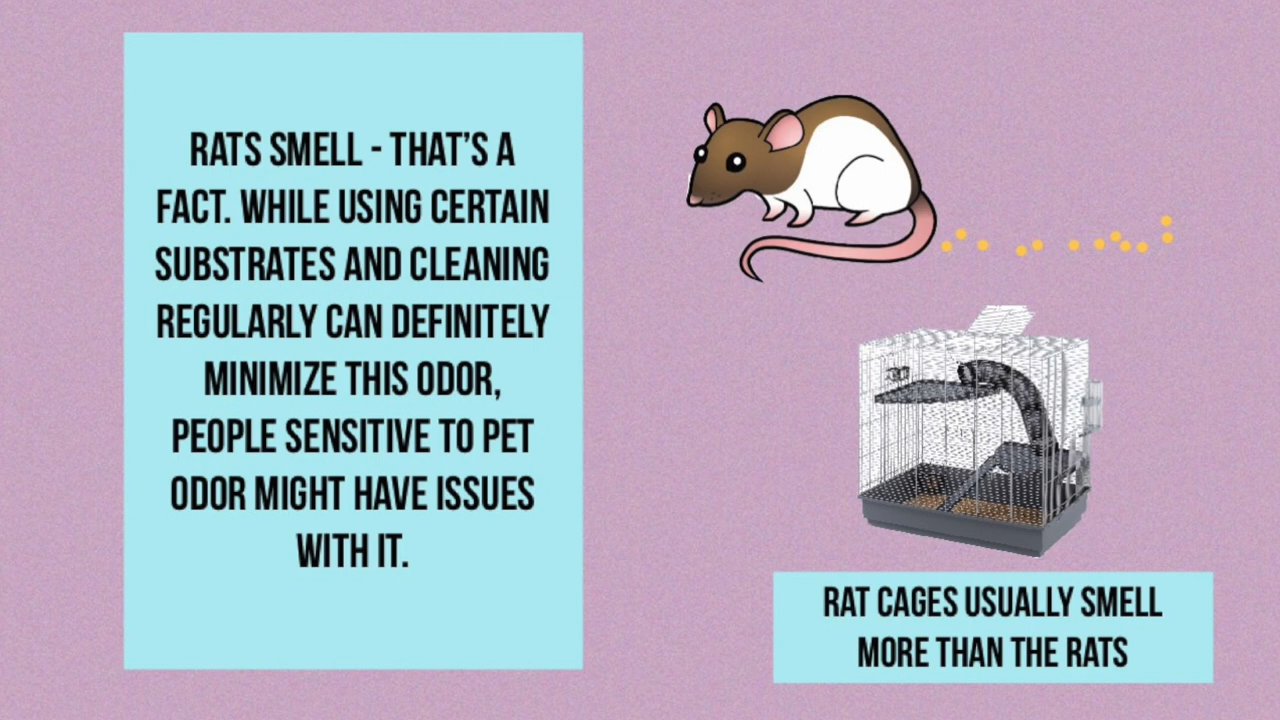 RATS SMELL - THAT'S A
FACT. WHILE USING CERTAIN
SUBSTRATES AND CLEANING
REGULARLY CAN DEFINITELY
MINIMIZE THIS ODOR,
PEOPLE SENSITIVE TO PET
ODOR MIGHT HAVE ISSUES
WITH IT.
RAT CAGES USUALLY SMELL
MORE THAN THE RATS